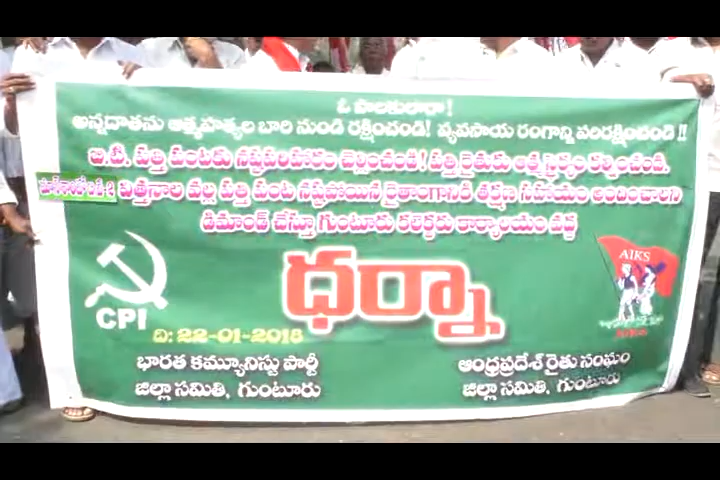 ఓ పాలకులారా!
అన్నదాతను ఆత్మహత్యల బారి నుండి రక్షించండి! వ్యవసాయ రంగాన్ని పరిరక్షించండి!!
బి.టి. పత్తి పంటకు నష్టపరిహారం చెల్లించండి! పత్తి రైతుకు ఆత్మస్థైర్యం కల్పించండి.
విత్తనాల వల్ల పత్తి పంట నష్టపోయిన రైతాంగానికి తక్షణ సహాయం అందించాలని
డిమాండ్ చేస్తూ గుంటూరు కలెక్టరు కార్యాలయం వద్ద
ధర్నా
AIKS
CPI
ది: 22-01-2018
AIKS
భారత కమ్యూనిస్టు పార్టీ
జిల్లా సమితి, గుంటూరు
ఆంధ్రప్రదేశ్ రైతు సంఘం
జిల్లా సమితి, గుంటూరు